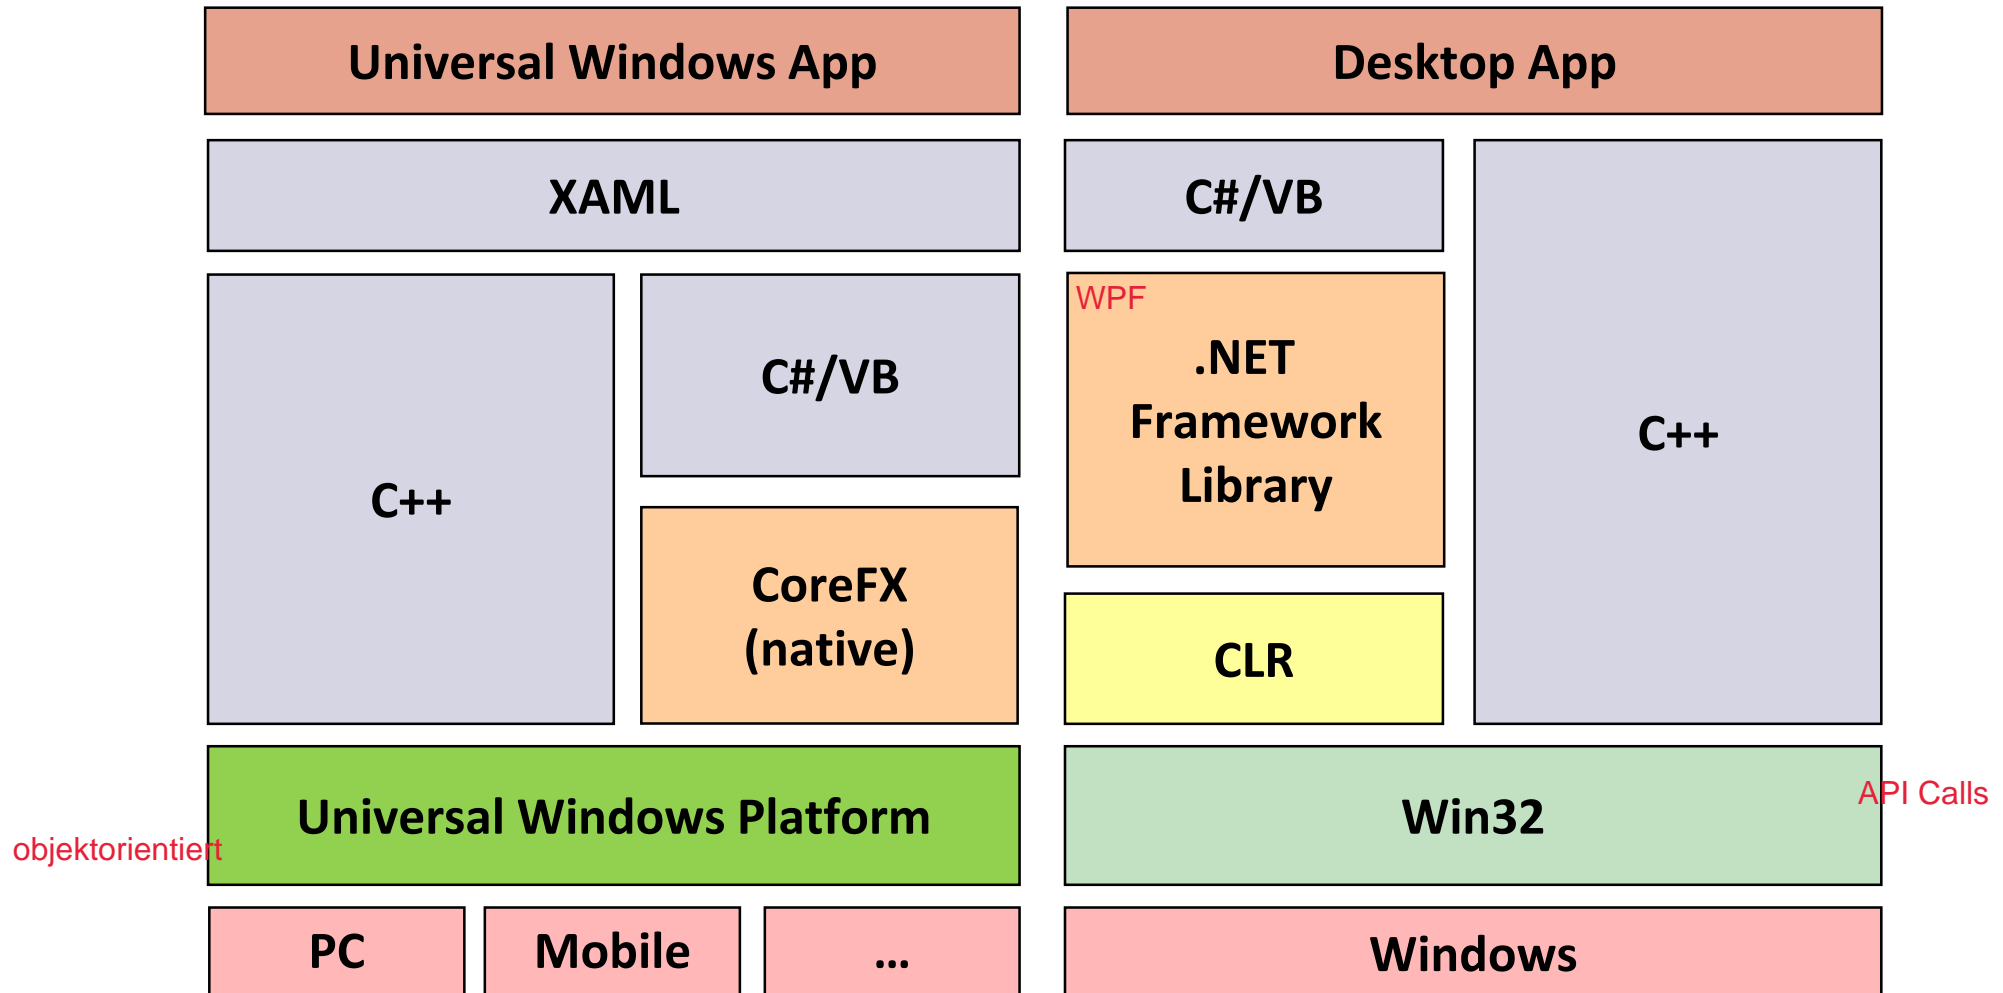 Universal Windows App
Desktop App
XAML
C#/VB
C++
C#/VB
CoreFX
(native)
WPF
.NET
Framework
Library
CLR
C++
Universal Windows Platform
objektorientiert
Win32
API Calls
PC
Mobile
...
Windows